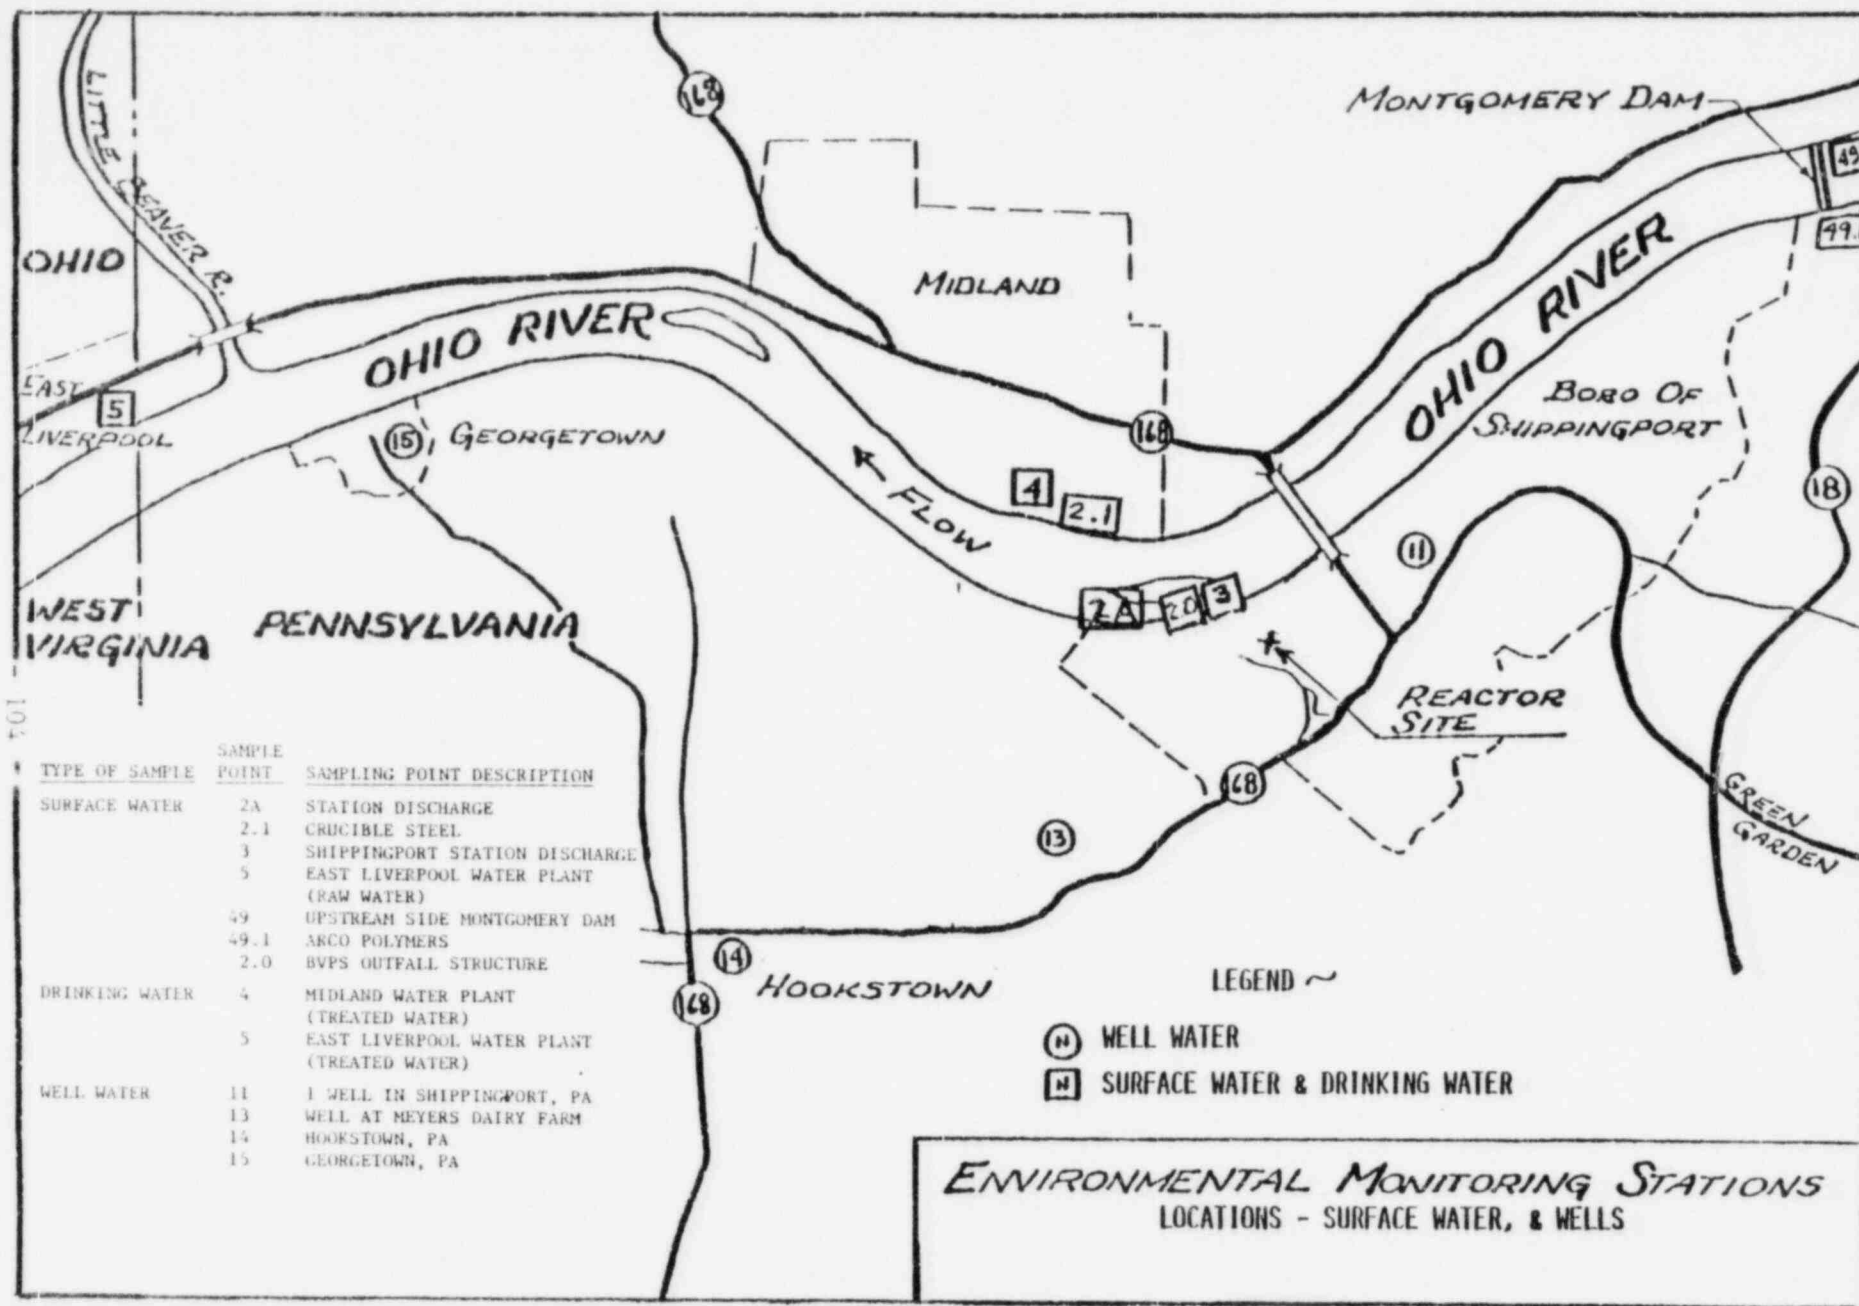 MONTGOMERY DAM
168
LITTLE BEAVER R.
49
49.
OHIO
MIDLAND
OHIO RIVER
OHIO RIVER
EAST
LIVERPOOL
5
BORO OF
SHIPPINGPORT
15
GEORGETOWN
168
18
4
2.1
FLOW
11
2A
2.0
3
WEST
VIRGINIA
PENNSYLVANIA
REACTOR
SITE
104
168
GREEN
GARDEN
13
14
HOOKSTOWN
168
TYPE OF SAMPLE SAMPLE POINT SAMPLING POINT DESCRIPTION
SURFACE WATER 2A STATION DISCHARGE
2.1 CRUCIBLE STEEL
3 SHIPPINGPORT STATION DISCHARGE
5 EAST LIVERPOOL WATER PLANT
(RAW WATER)
49 UPSTREAM SIDE MONTGOMERY DAM
49.1 ARCO POLYMERS
2.0 BVPS OUTFALL STRUCTURE
DRINKING WATER 4 MIDLAND WATER PLANT
(TREATED WATER)
5 EAST LIVERPOOL WATER PLANT
(TREATED WATER)
WELL WATER 11 1 WELL IN SHIPPINGPORT, PA
13 WELL AT MEYERS DAIRY FARM
14 HOOKSTOWN, PA
15 GEORGETOWN, PA
LEGEND ~
N WELL WATER
N SURFACE WATER & DRINKING WATER
ENVIRONMENTAL MONITORING STATIONS
LOCATIONS - SURFACE WATER, & WELLS